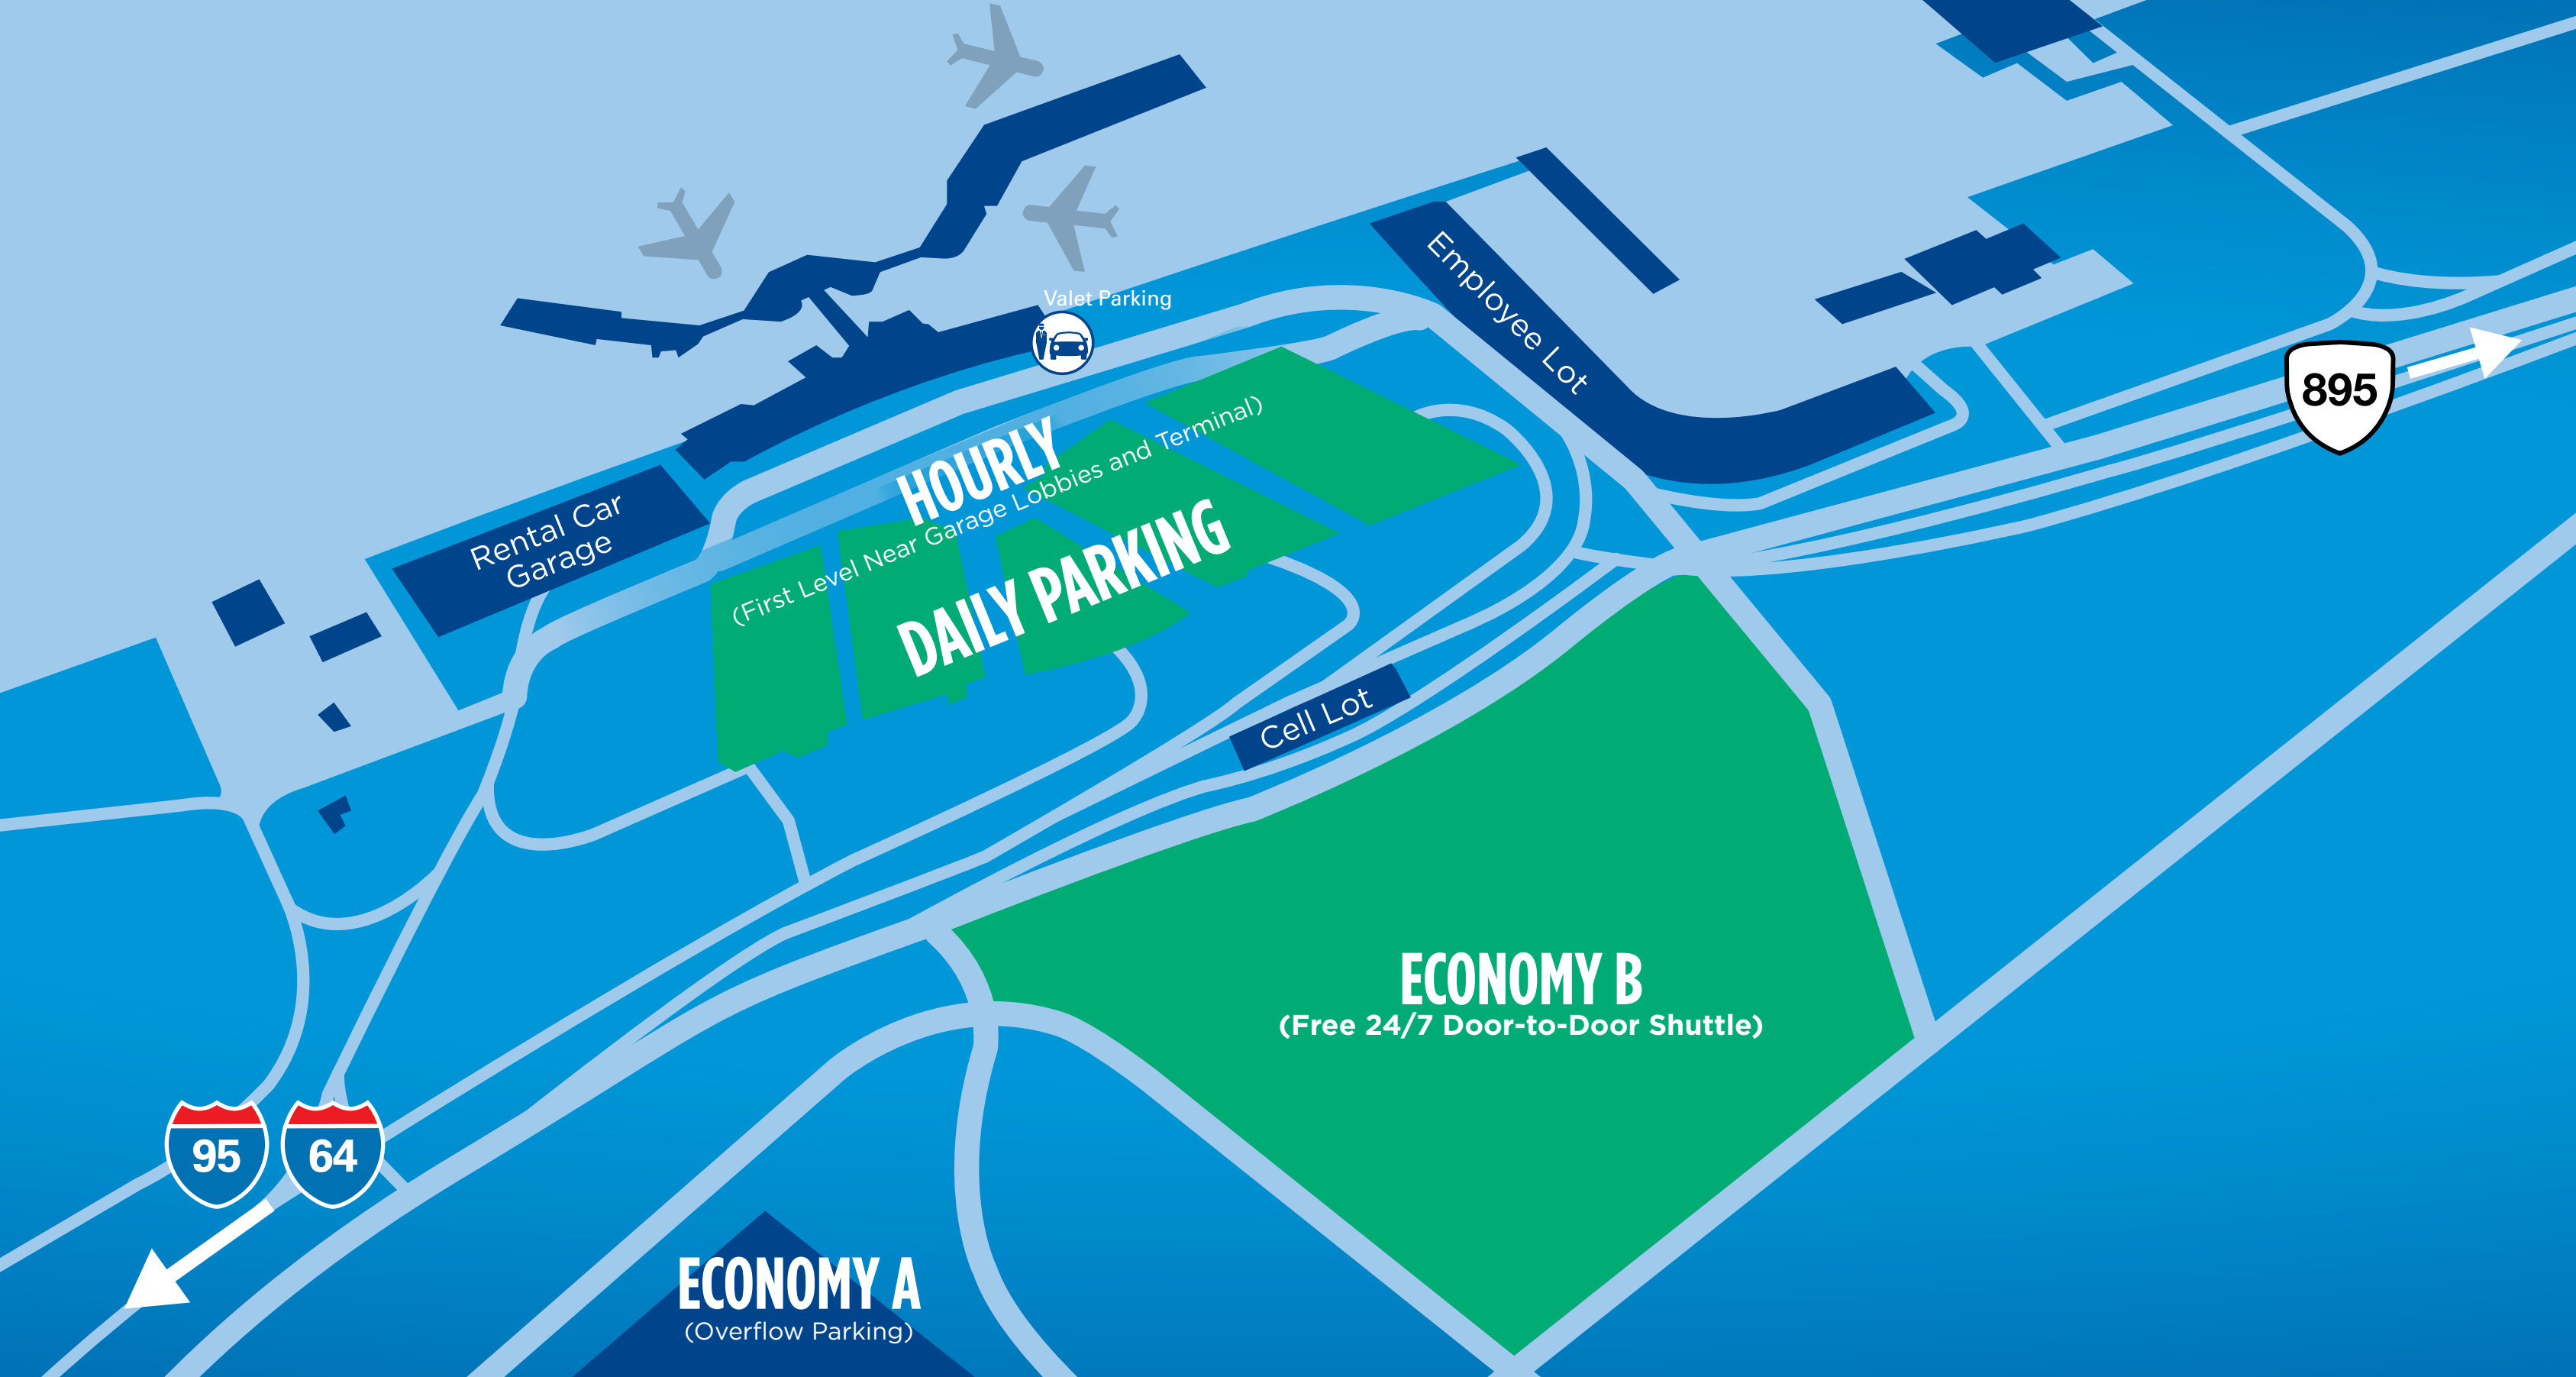 Valet Parking
Employee Lot
895
HOURLY
(First Level Near Garage Lobbies and Terminal)
Rental Car
Garage
DAILY PARKING
Cell Lot
ECONOMY B
(Free 24/7 Door-to-Door Shuttle)
95
64
ECONOMY A
(Overflow Parking)